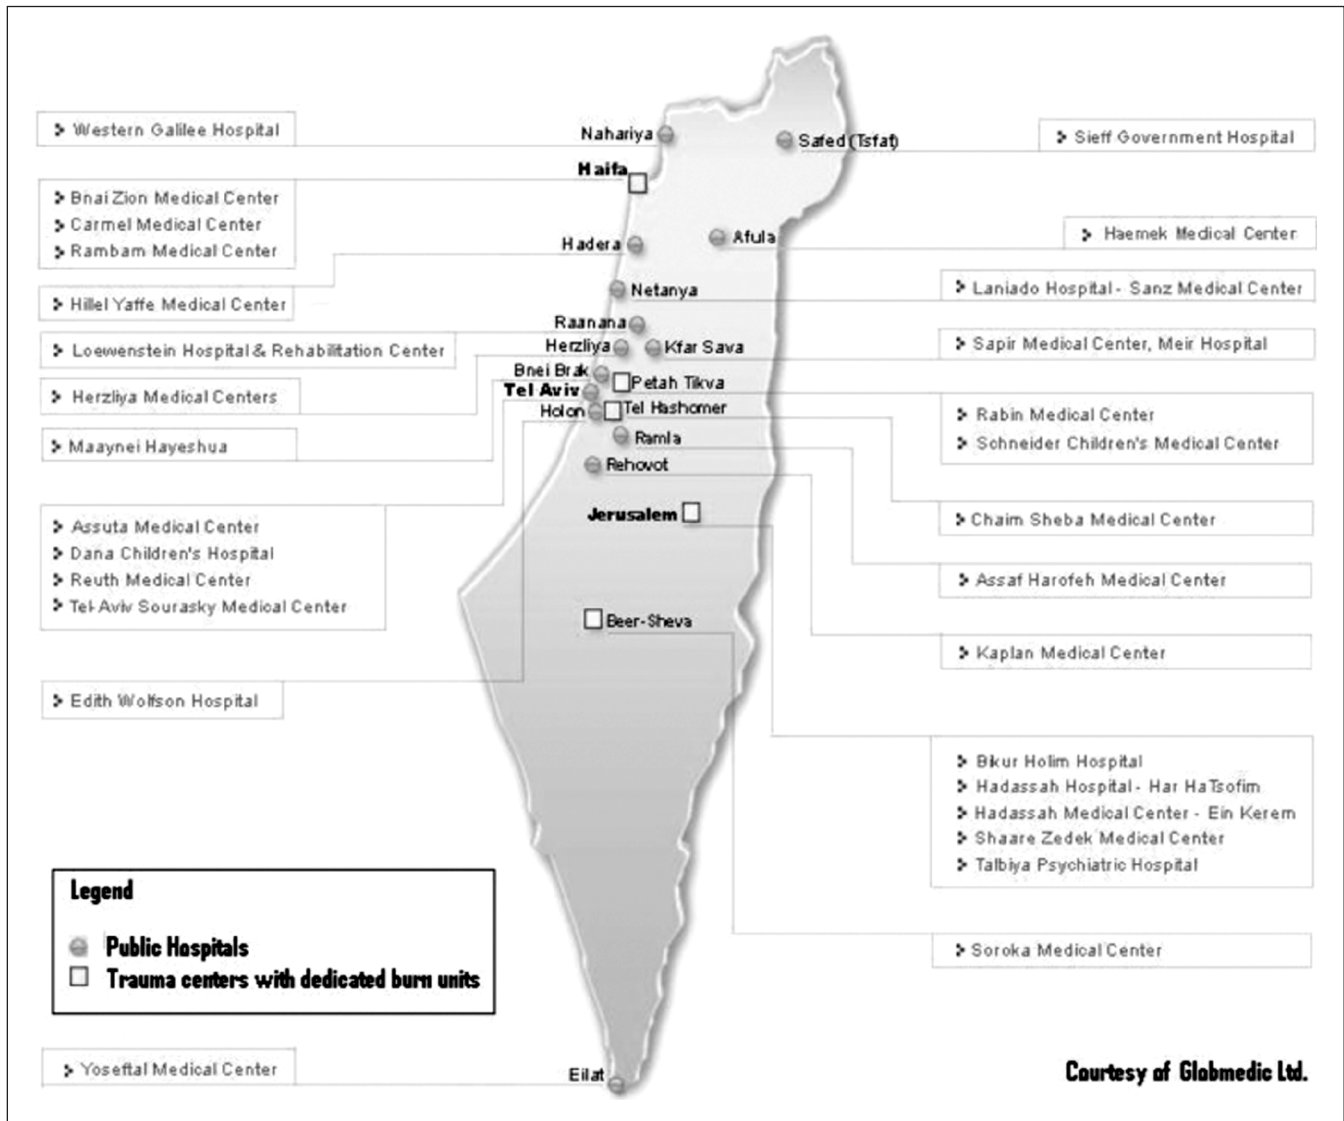 Western Galilee Hospital
Nahariya
Safed (Tsfat)
Sieff Government Hospital
Haifa
Bnai Zion Medical Center
Carmel Medical Center
Rambam Medical Center
Hadera
Afula
Haemek Medical Center
Hillel Yaffe Medical Center
Netanya
Laniado Hospital - Sanz Medical Center
Raanana
Loewenstein Hospital & Rehabilitation Center
Herzliya
Kfar Sava
Sapir Medical Center, Meir Hospital
Herzliya Medical Centers
Bnei Brak
Petah Tikva
Tel Aviv
Rabin Medical Center
Schneider Children's Medical Center
Holon
Tel Hashomer
Maaynei Hayeshua
Ramla
Rehovot
Jerusalem
Chaim Sheba Medical Center
Assuta Medical Center
Dana Children's Hospital
Reuth Medical Center
Tel-Aviv Sourasky Medical Center
Assaf Harofeh Medical Center
Beer-Sheva
Kaplan Medical Center
Edith Wolfson Hospital
Bikur Holim Hospital
Hadassah Hospital - Har HaTsofim
Hadassah Medical Center - Ein Kerem
Shaare Zedek Medical Center
Talbiya Psychiatric Hospital
Legend
Public Hospitals
Trauma centers with dedicated burn units
Soroka Medical Center
Yoseftal Medical Center
Eilat
Courtesy of Globmedic Ltd.